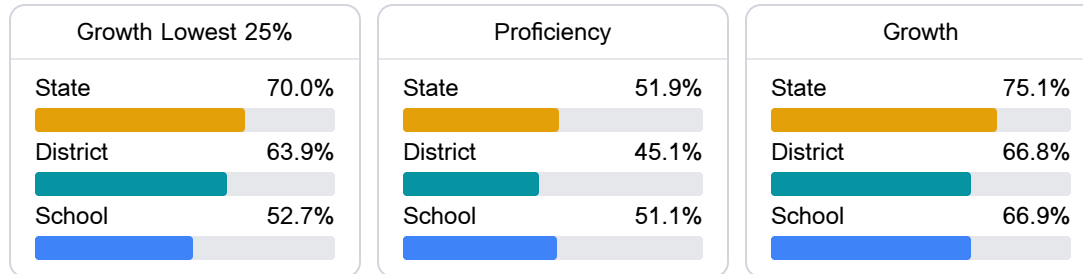 Growth Lowest 25%
State 70.0%
District 63.9%
School 52.7%
Proficiency
State 51.9%
District 45.1%
School 51.1%
Growth
State 75.1%
District 66.8%
School 66.9%